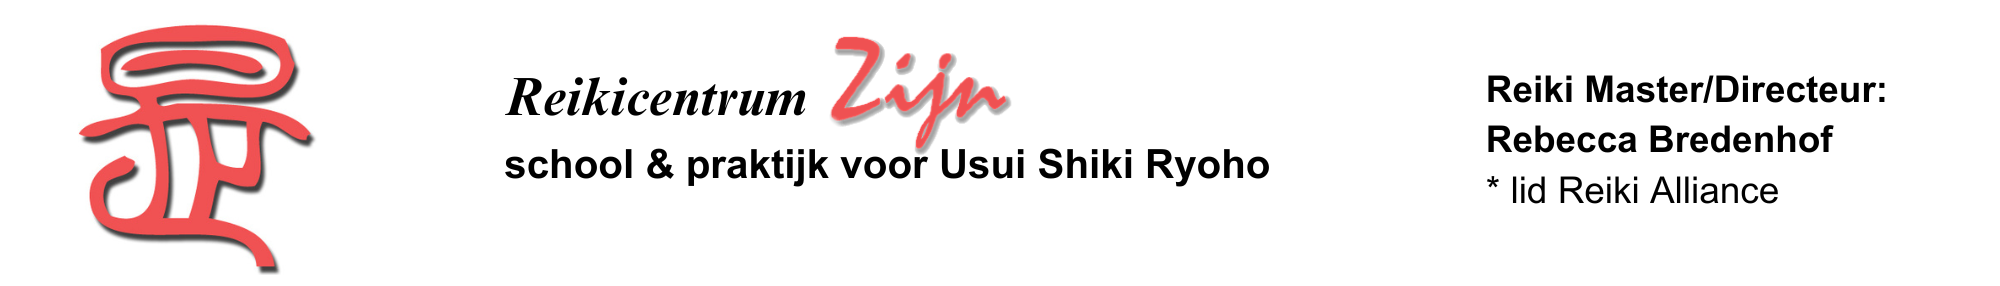 Reikicentrum Zijn
school & praktijk voor Usui Shiki Ryoho
Reiki Master/Directeur:
Rebecca Bredenhof
* lid Reiki Alliance